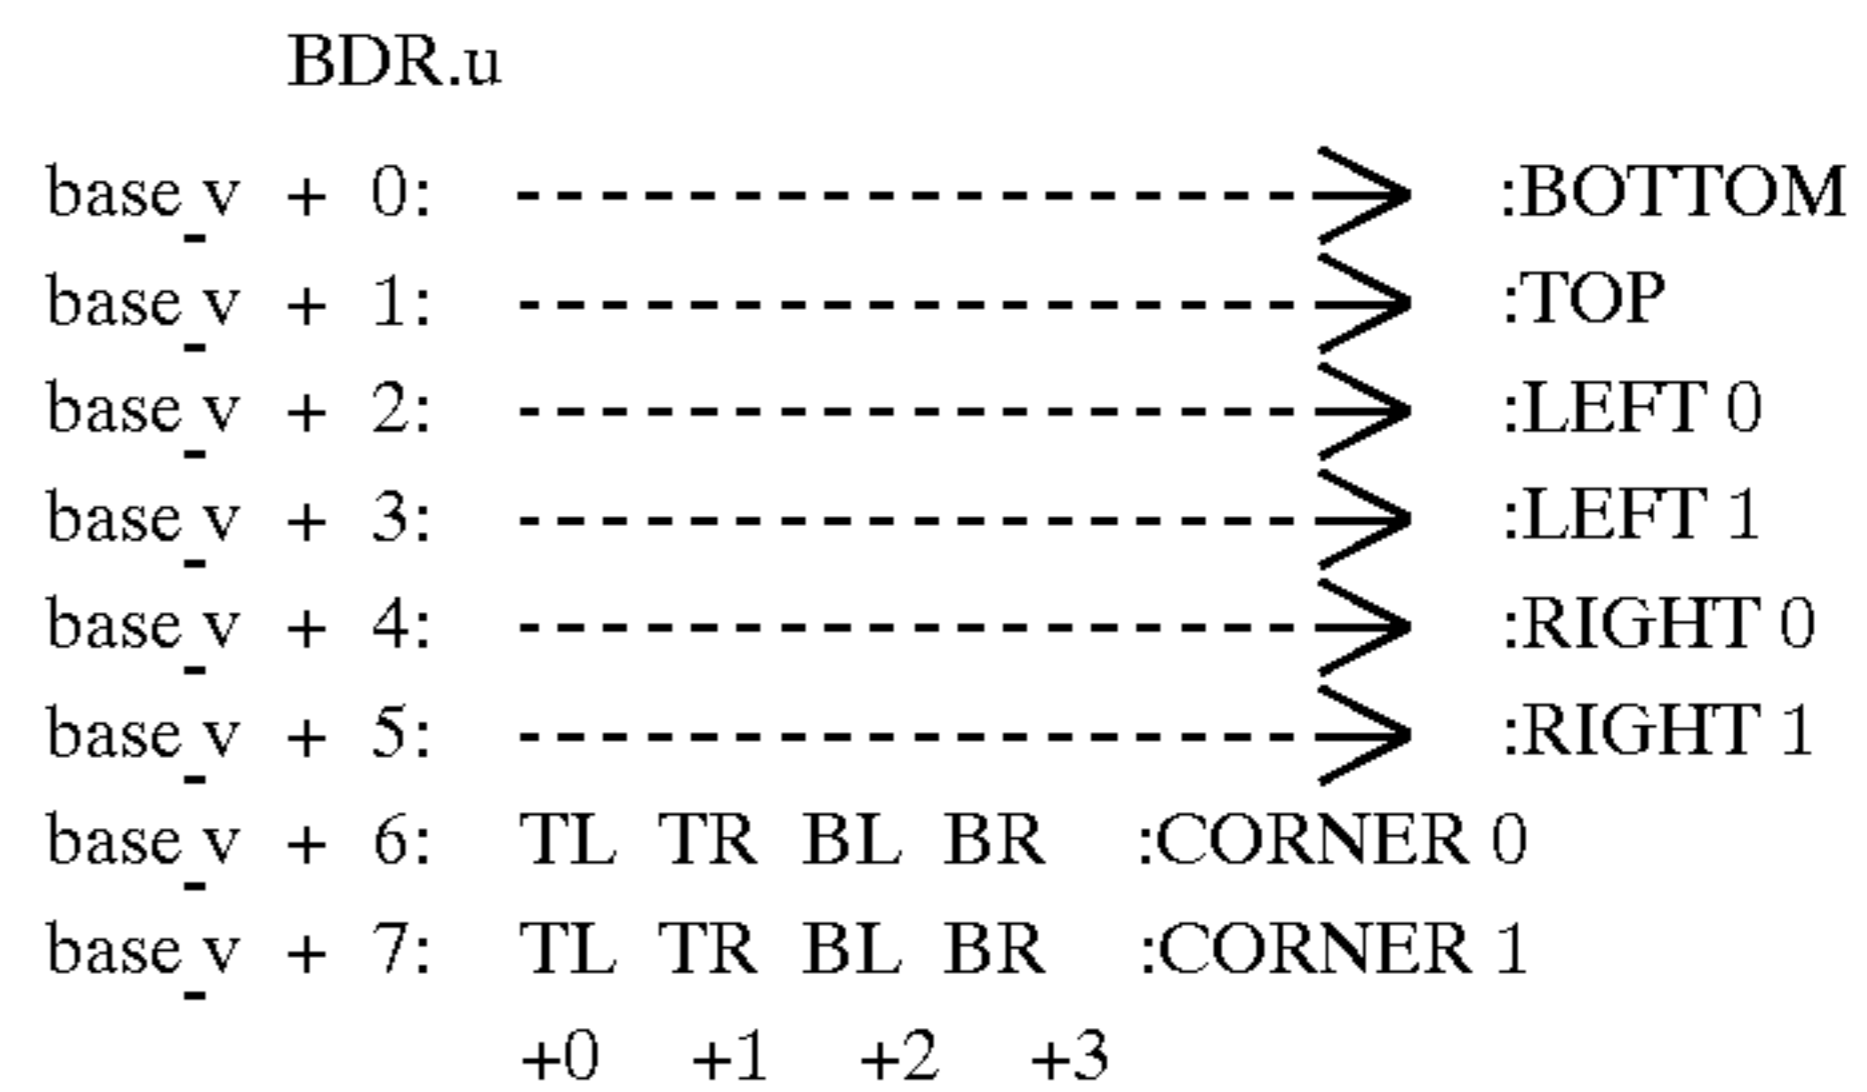 BDR.u
base_v + 0: :BOTTOM
base_v + 1: :TOP
base_v + 2: :LEFT 0
base_v + 3: :LEFT 1
base_v + 4: :RIGHT 0
base_v + 5: :RIGHT 1
base_v + 6: TL TR BL BR :CORNER 0
base_v + 7: TL TR BL BR :CORNER 1
+0 +1 +2 +3